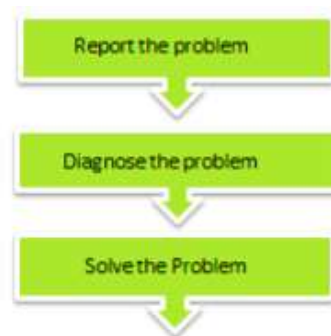 Report the problem
Diagnose the problem
Solve the Problem